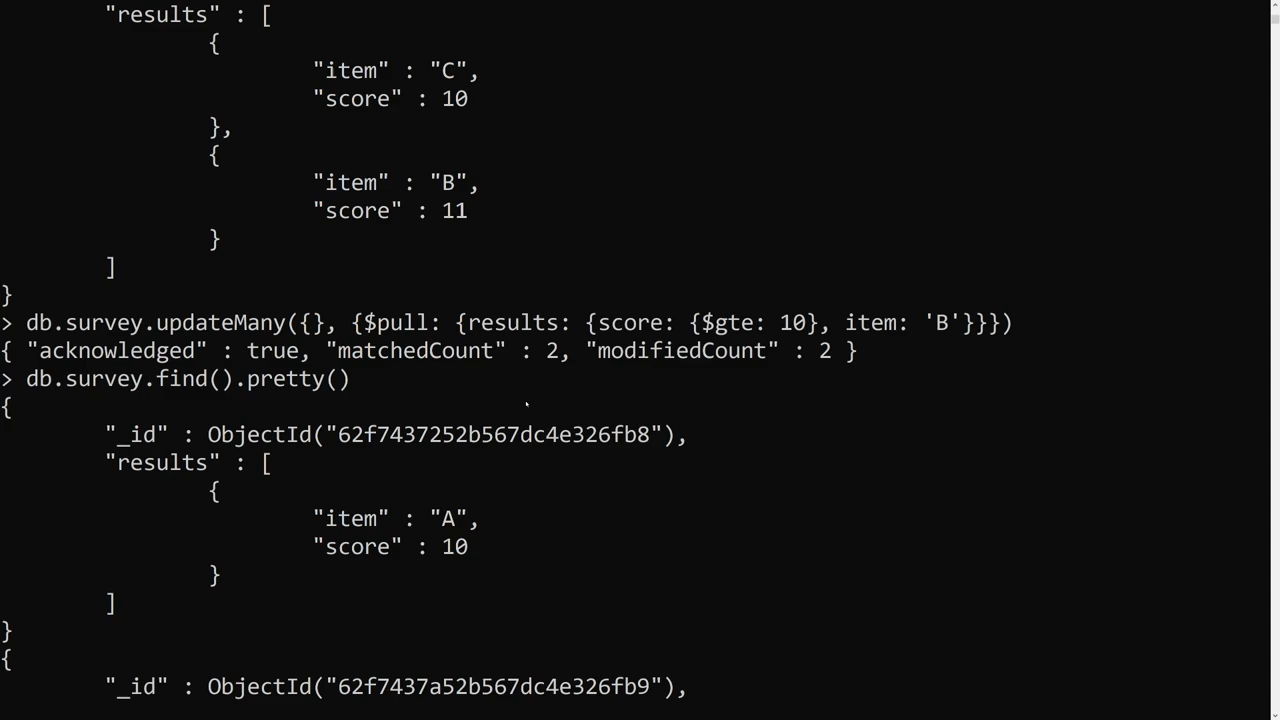 "results" : [
{
"item" : "C",
"score" : 10
},
{
"item" : "B",
"score" : 11
}
]
}
> db.survey.updateMany({}, {$pull: {results: {score: {$gte: 10}, item: 'B'}}})
{ "acknowledged" : true, "matchedCount" : 2, "modifiedCount" : 2 }
> db.survey.find().pretty()
{
"_id" : ObjectId("62f7437252b567dc4e326fb8"),
"results" : [
{
"item" : "A",
"score" : 10
}
]
}
{
"_id" : ObjectId("62f7437a52b567dc4e326fb9"),